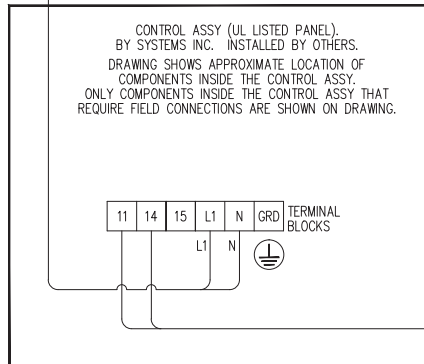 CONTROL ASSY (UL LISTED PANEL).
BY SYSTEMS INC. INSTALLED BY OTHERS.
DRAWING SHOWS APPROXIMATE LOCATION OF
COMPONENTS INSIDE THE CONTROL ASSY.
ONLY COMPONENTS INSIDE THE CONTROL ASSY THAT
REQUIRE FIELD CONNECTIONS ARE SHOWN ON DRAWING.
11 14 15 L1 N GRD TERMINAL
BLOCKS
L1 N